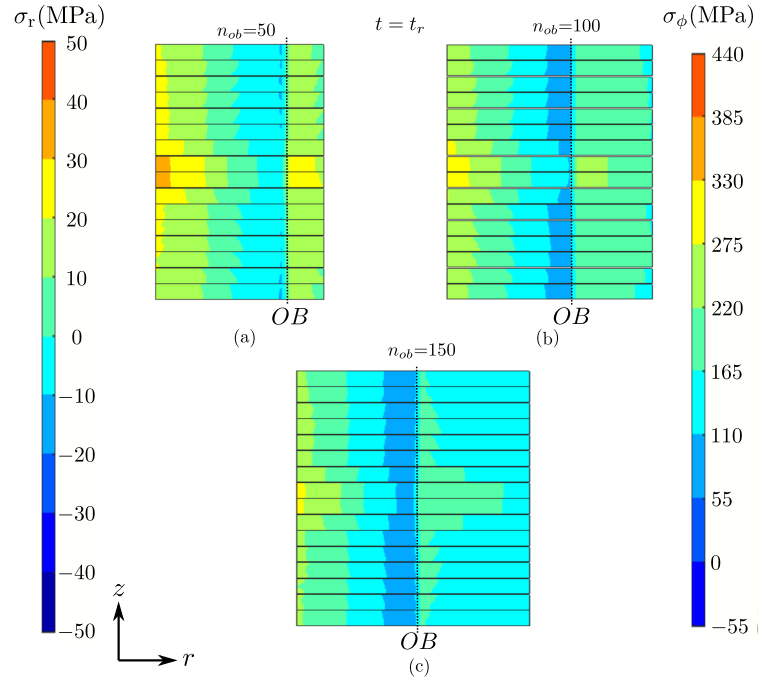 σr(MPa)
50
40
30
20
10
0
−10
−20
−30
−40
−50
nob=50
t = tr
nob=100
OB
(a)
OB
(b)
nob=150
OB
(c)
σϕ(MPa)
440
385
330
275
220
165
110
55
0
−55
z
r